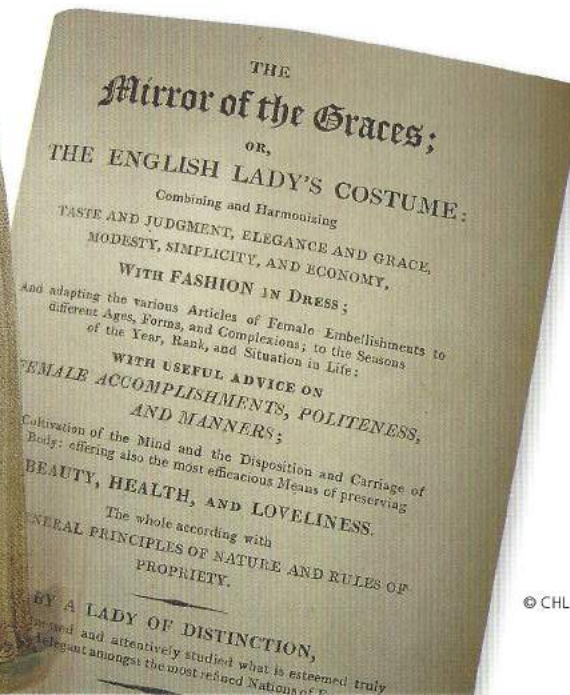 THE
Mirror of the Graces;
OR,
THE ENGLISH LADY'S COSTUME:
Combining and Harmonizing
TASTE AND JUDGMENT, ELEGANCE AND GRACE,
MODESTY, SIMPLICITY, AND ECONOMY,
WITH FASHION IN DRESS;
And adapting the various Articles of Female Embellishments to
different Ages, Forms, and Complexions; to the Seasons
of the Year, Rank, and Situation in Life:
WITH USEFUL ADVICE ON
FEMALE ACCOMPLISHMENTS, POLITENESS,
AND MANNERS;
Cultivation of the Mind and the Disposition and Carriage of
Body: offering also the most efficacious Means of preserving
BEAUTY, HEALTH, AND LOVELINESS.
The whole according with
GENERAL PRINCIPLES OF NATURE AND RULES OF
PROPRIETY.
BY A LADY OF DISTINCTION,
and attentively studied what is esteemed truly
elegant amongst the most refined Nations of
© CHL